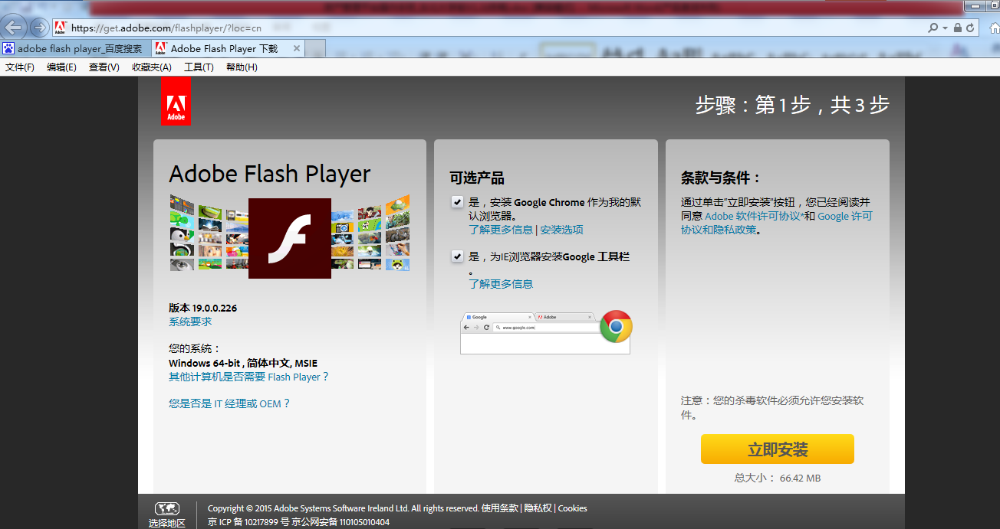 https://get.adobe.com/flashplayer/?loc=cn
adobe flash player_百度搜索
Adobe Flash Player 下载
文件(F) 编辑(E) 查看(V) 收藏夹(A) 工具(T) 帮助(H)
Adobe
步骤：第 1 步，共 3 步
Adobe Flash Player
版本 19.0.0.226
系统要求
您的系统：
Windows 64-bit , 简体中文, MSIE
其他计算机是否需要 Flash Player？
您是否是 IT 经理或 OEM？
可选产品
是，安装 Google Chrome 作为我的默
认浏览器。
了解更多信息 | 安装选项
是，为IE浏览器安装Google 工具栏
。
了解更多信息
Google
Adobe
www.google.com
条款与条件：
通过单击“立即安装”按钮，您已经阅读并
同意 Adobe 软件许可协议*和 Google 许可
协议和隐私政策。
注意：您的杀毒软件必须允许您安装软
件。
立即安装
总大小： 66.42 MB
选择地区
Copyright © 2015 Adobe Systems Software Ireland Ltd. All rights reserved. 使用条款 | 隐私权 | Cookies
京 ICP 备 10217899 号 京公网安备 110105010404